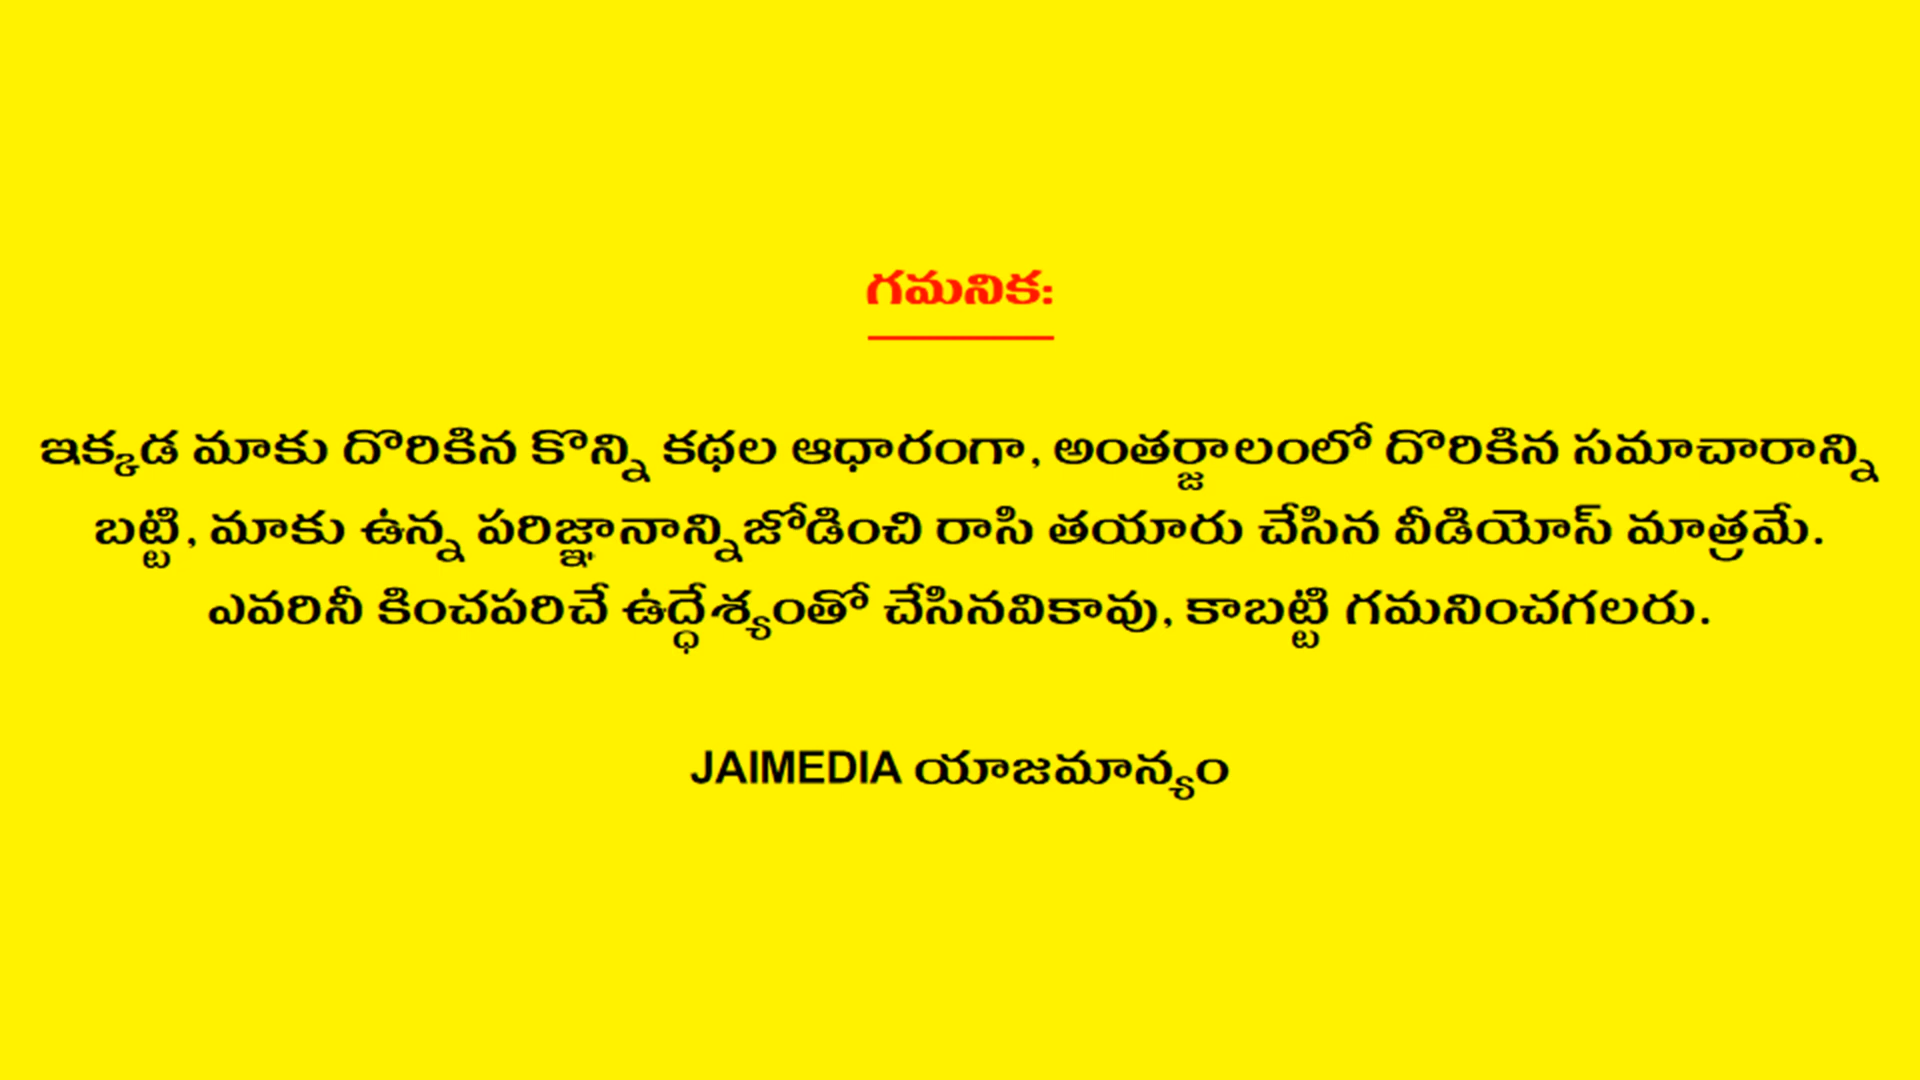 గమనిక:
ఇక్కడ మాకు దొరికిన కొన్ని కథల ఆధారంగా, అంతర్జాలంలో దొరికిన సమాచారాన్ని
బట్టి, మాకు ఉన్న పరిజ్ఞానాన్నిజోడించి రాసి తయారు చేసిన వీడియోస్ మాత్రమే.
ఎవరినీ కించపరిచే ఉద్ధేశ్యంతో చేసినవికావు, కాబట్టి గమనించగలరు.
JAIMEDIA యాజమాన్యం